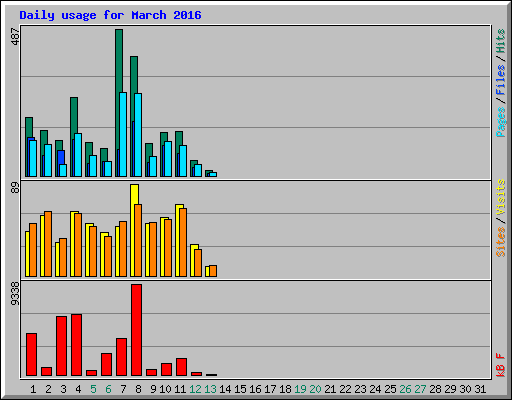 Daily usage for March 2016
487
Pages / Files / Hits
89
Sites / Visits
9338
kB F
1 2 3 4 5 6 7 8 9 10 11 12 13 14 15 16 17 18 19 20 21 22 23 24 25 26 27 28 29 30 31